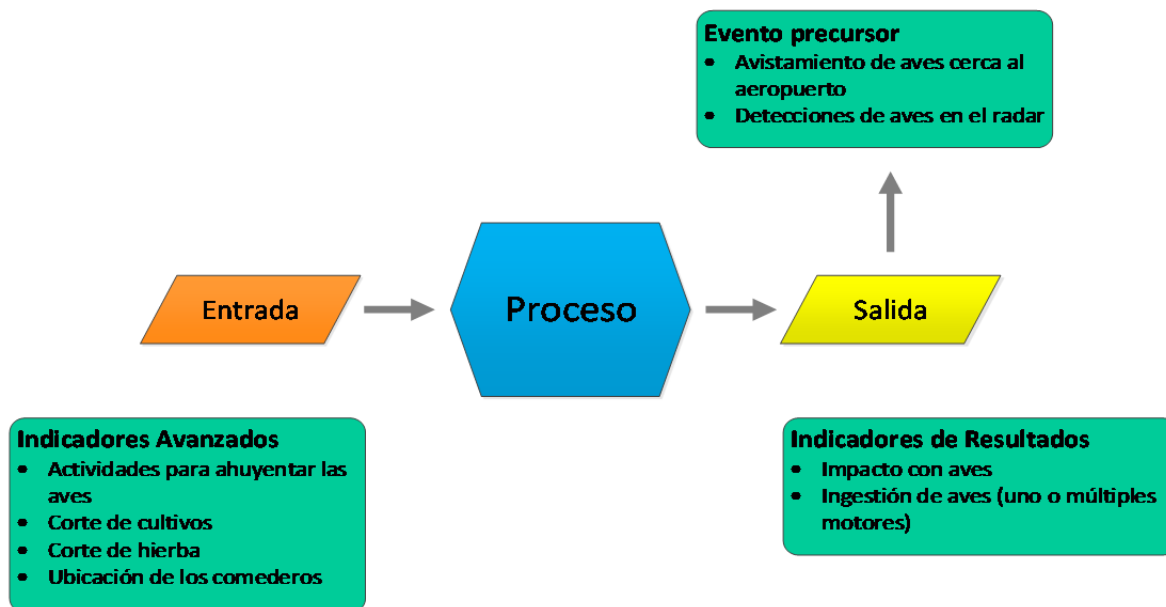 Evento precursor
• Avistamiento de aves cerca al
aeropuerto
• Detecciones de aves en el radar
Entrada
Proceso
Salida
Indicadores Avanzados
• Actividades para ahuyentar las
aves
• Corte de cultivos
• Corte de hierba
• Ubicación de los comederos
Indicadores de Resultados
• Impacto con aves
• Ingestión de aves (uno o múltiples
motores)